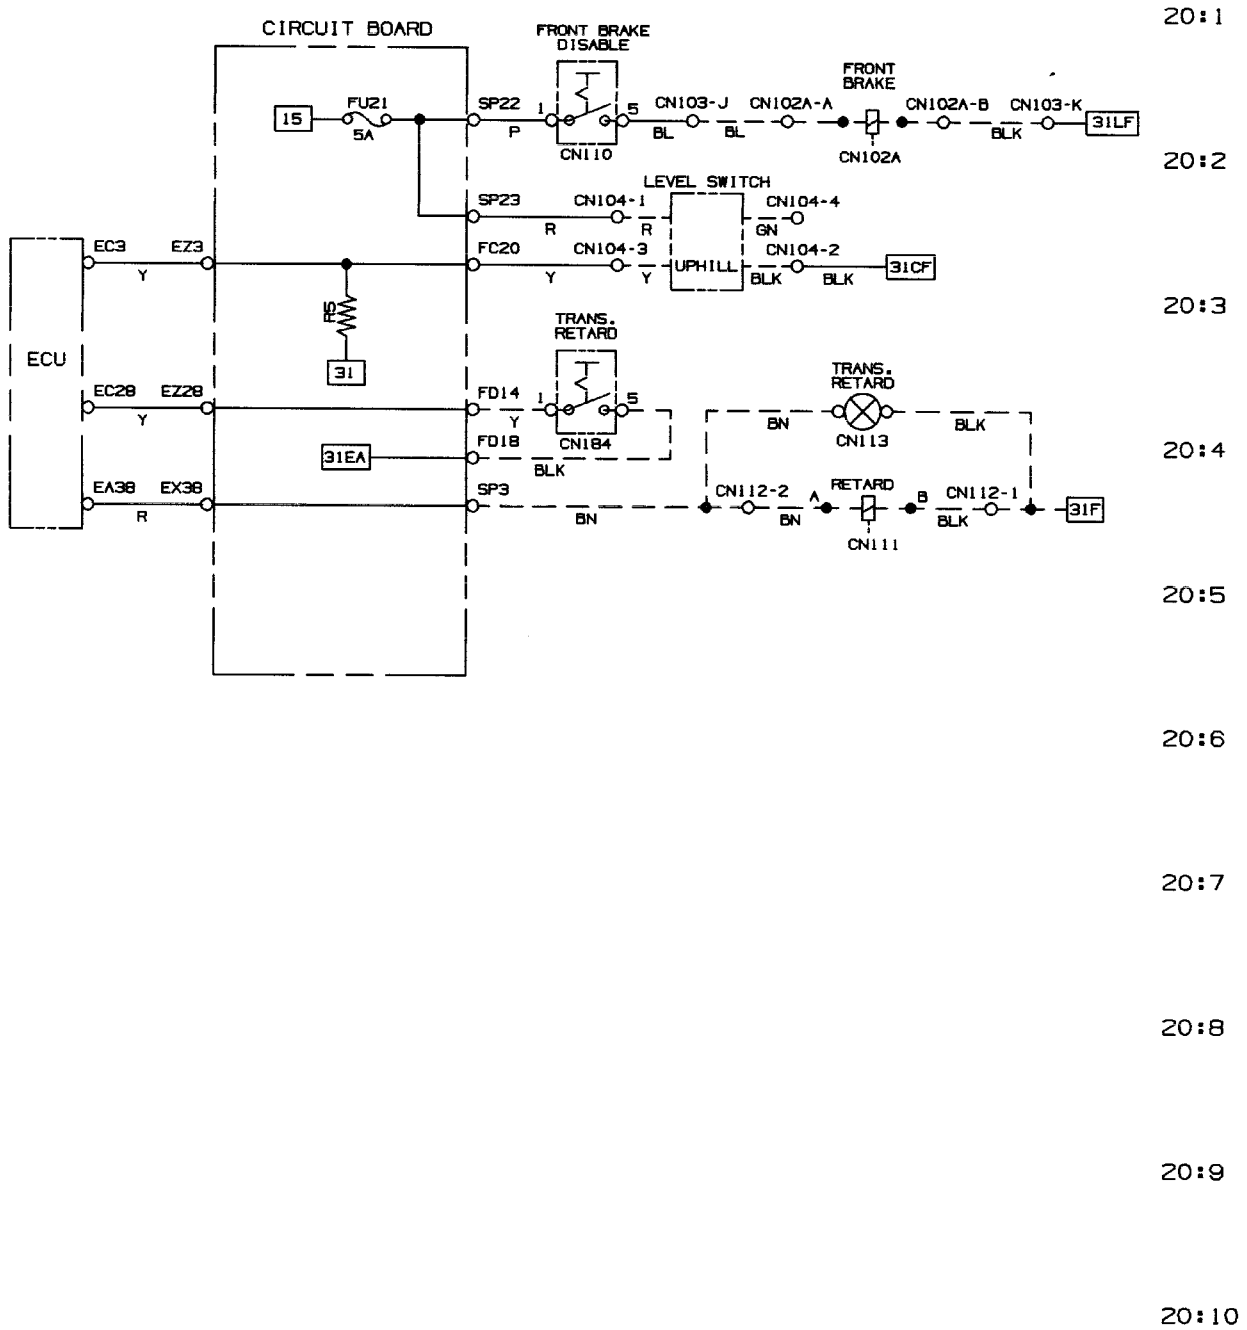 20:1
CIRCUIT BOARD
FRONT BRAKE
DISABLE
FRONT
BRAKE
15
FU21
5A
SP22
P
1
5
CN110
CN103-J
BL
CN102A-A
BL
CN102A
CN102A-B
CN103-K
BLK
31LF
20:2
LEVEL SWITCH
SP23
CN104-1
CN104-4
R
R
GN
EC3
EZ3
Y
FC20
CN104-3
Y
Y
UPHILL
CN104-2
BLK
BLK
31CF
R5
31
20:3
ECU
TRANS.
RETARD
TRANS.
RETARD
EC28
EZ28
Y
FD14
Y
1
5
CN184
BN
BLK
CN113
31EA
FD18
BLK
20:4
EA38
EX38
R
SP3
BN
CN112-2
BN
A
RETARD
B
CN112-1
BLK
31F
CN111
20:5
20:6
20:7
20:8
20:9
20:10